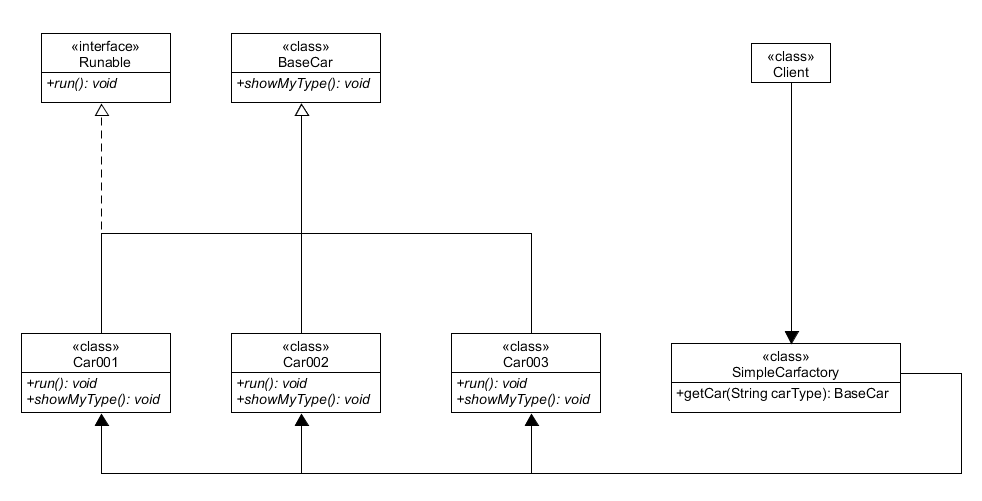 «interface»
Runable
+run(): void
«class»
BaseCar
+showMyType(): void
«class»
Client
«class»
Car001
+run(): void
+showMyType(): void
«class»
Car002
+run(): void
+showMyType(): void
«class»
Car003
+run(): void
+showMyType(): void
«class»
SimpleCarfactory
+getCar(String carType): BaseCar